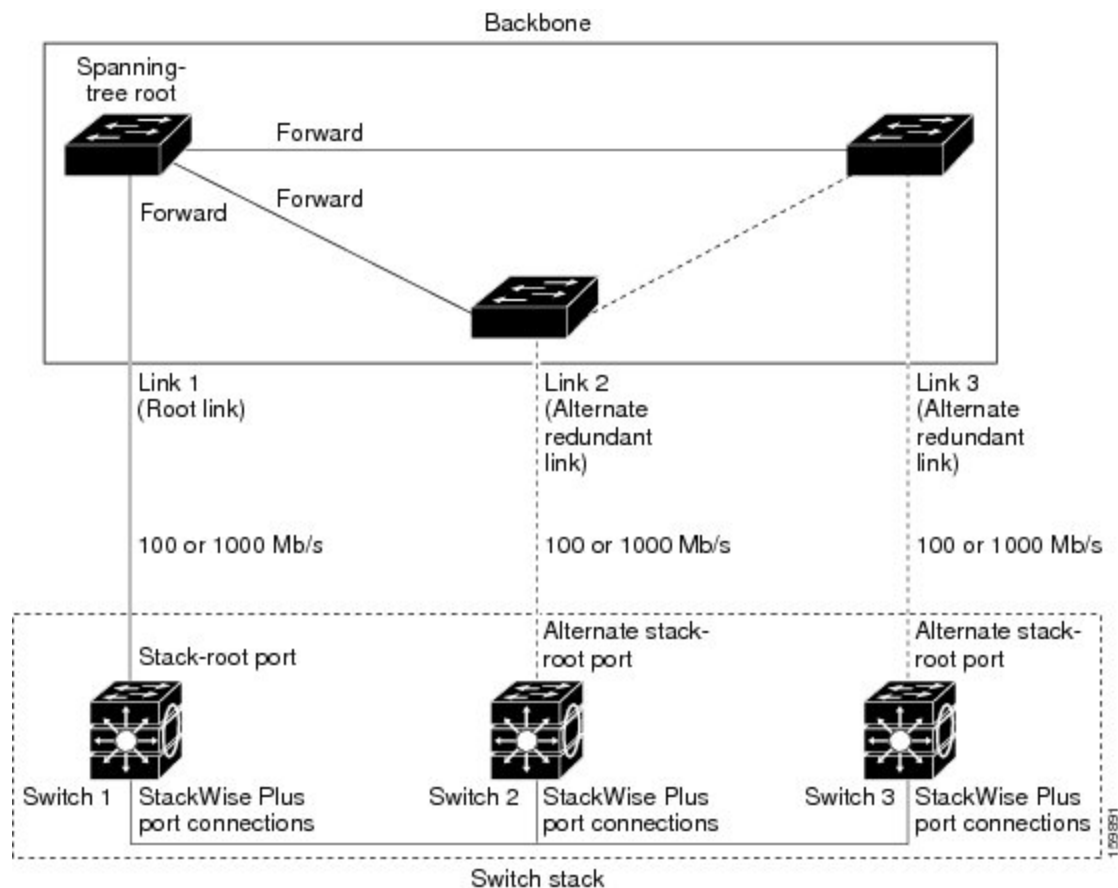 Backbone
Spanning-
tree root
Forward
Forward
Forward
Link 1
(Root link)
Link 2
(Alternate
redundant
link)
Link 3
(Alternate
redundant
link)
100 or 1000 Mb/s
100 or 1000 Mb/s
100 or 1000 Mb/s
Stack-root port
Alternate stack-
root port
Alternate stack-
root port
Switch 1
StackWise Plus
port connections
Switch 2
StackWise Plus
port connections
Switch 3
StackWise Plus
port connections
159891
Switch stack